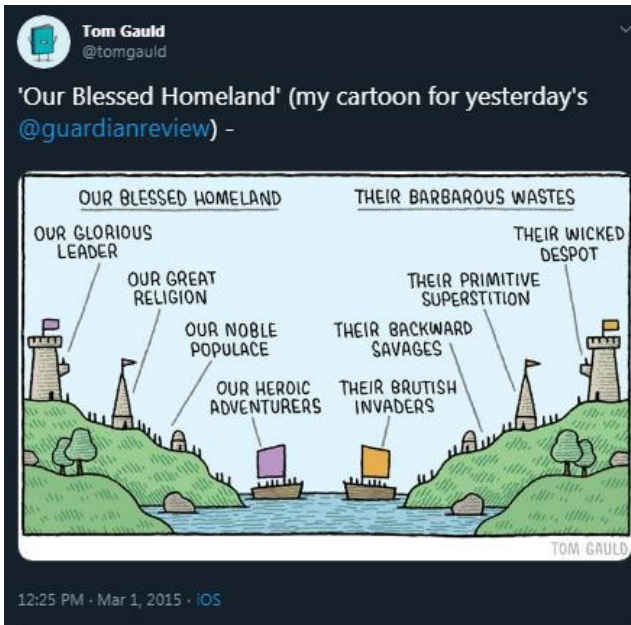 Tom Gauld
@tomgauld
'Our Blessed Homeland' (my cartoon for yesterday's
@guardianreview) -
OUR BLESSED HOMELAND
OUR GLORIOUS
LEADER
OUR GREAT
RELIGION
OUR NOBLE
POPULACE
OUR HEROIC
ADVENTURERS
THEIR BARBAROUS WASTES
THEIR WICKED
DESPOT
THEIR PRIMITIVE
SUPERSTITION
THEIR BACKWARD
SAVAGES
THEIR BRUTISH
INVADERS
TOM GAULD
12:25 PM · Mar 1, 2015 · iOS